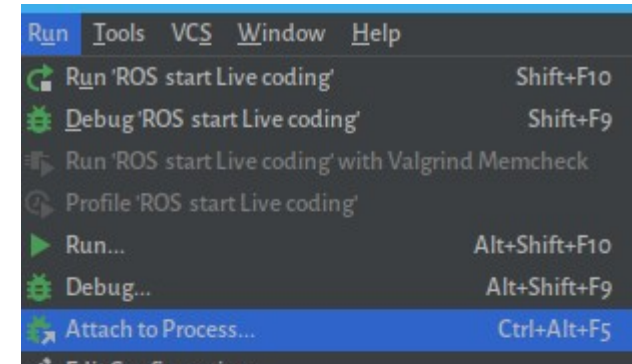 Run Tools VCS Window Help
Run 'ROS start Live coding' Shift+F10
Debug 'ROS start Live coding' Shift+F9
Run 'ROS start Live coding' with Valgrind Memcheck
Profile 'ROS start Live coding'
Run... Alt+Shift+F10
Debug... Alt+Shift+F9
Attach to Process... Ctrl+Alt+F5